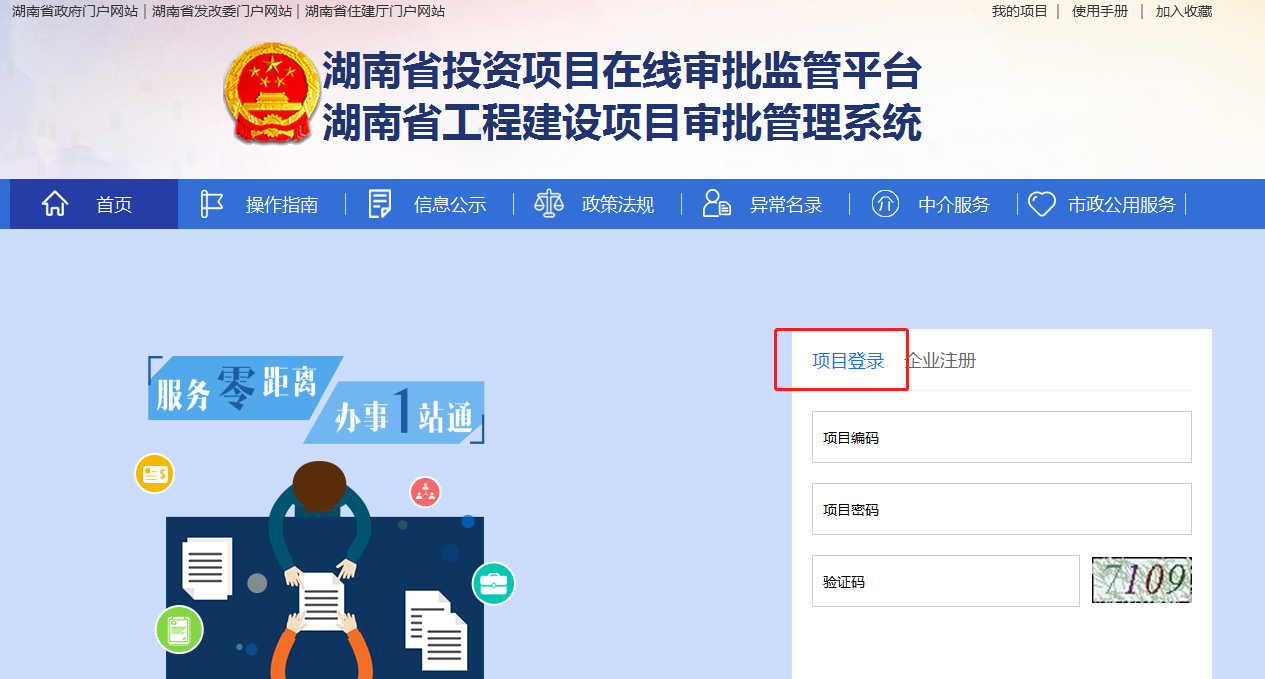 湖南省政府门户网站 | 湖南省发改委门户网站 | 湖南省住建厅门户网站
我的项目 | 使用手册 | 加入收藏
湖南省投资项目在线审批监管平台
湖南省工程建设项目审批管理系统
首页 操作指南 信息公示 政策法规 异常名录 中介服务 市政公用服务
服务零距离
办事1站通
项目登录 企业注册
项目编码
项目密码
验证码 7109